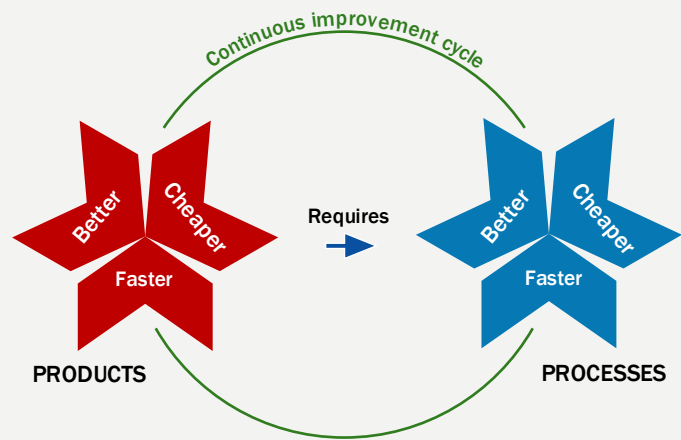 Continuous improvement cycle
Better
Cheaper
Faster
PRODUCTS
Requires
Better
Cheaper
Faster
PROCESSES